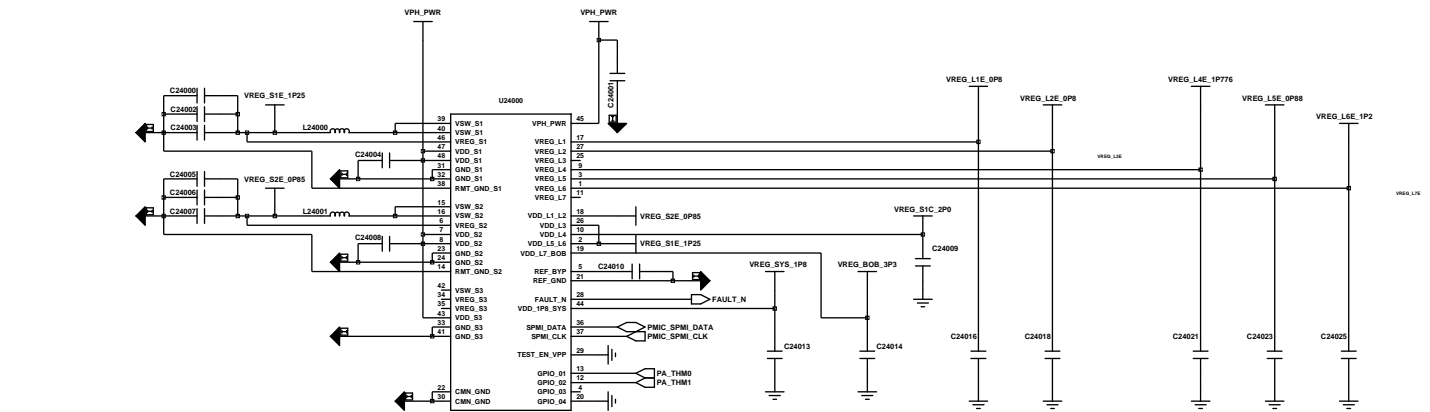 VPH_PWR VPH_PWR
C24000
C24001
VREG_S1E_1P25
C24002
C24003
L24000
U24000
VREG_L1E_0P8
VREG_L2E_0P8
VREG_L4E_1P776
VREG_L5E_0P88
VREG_L6E_1P2
39 VSW_S1
40 VSW_S1
46 VREG_S1
47 VDD_S1
48 VDD_S1
31 GND_S1
32 GND_S1
38 RMT_GND_S1
C24004
C24005
VREG_S2E_0P85
C24006
C24007
L24001
15 VSW_S2
16 VSW_S2
6 VREG_S2
7 VDD_S2
8 VDD_S2
23 GND_S2
24 GND_S2
14 RMT_GND_S2
C24008
42 VSW_S3
34 VREG_S3
35 VREG_S3
43 VDD_S3
33 GND_S3
41 GND_S3
22 CMN_GND
30 CMN_GND
VPH_PWR 45
VREG_L1 17
VREG_L2 27
VREG_L3 25
VREG_L4 9
VREG_L5 3
VREG_L6 1
VREG_L7 11
VREG_L3E
VREG_L7E
VDD_L1_L2 18 VREG_S2E_0P85
VDD_L3 26
VDD_L4 10
VDD_L5_L6 2 VREG_S1E_1P25
VDD_L7_BOB 19
VREG_S1C_2P0
C24009
REF_BYP 5 C24010
REF_GND 21
VREG_SYS_1P8
VREG_BOB_3P3
FAULT_N 28 FAULT_N
VDD_1P8_SYS 44
SPMI_DATA 36 PMIC_SPMI_DATA
SPMI_CLK 37 PMIC_SPMI_CLK
TEST_EN_VPP 29
GPIO_01 13 PA_THM0
GPIO_02 12 PA_THM1
GPIO_03 4
GPIO_04 20
C24013
C24014
C24016
C24018
C24021
C24023
C24025